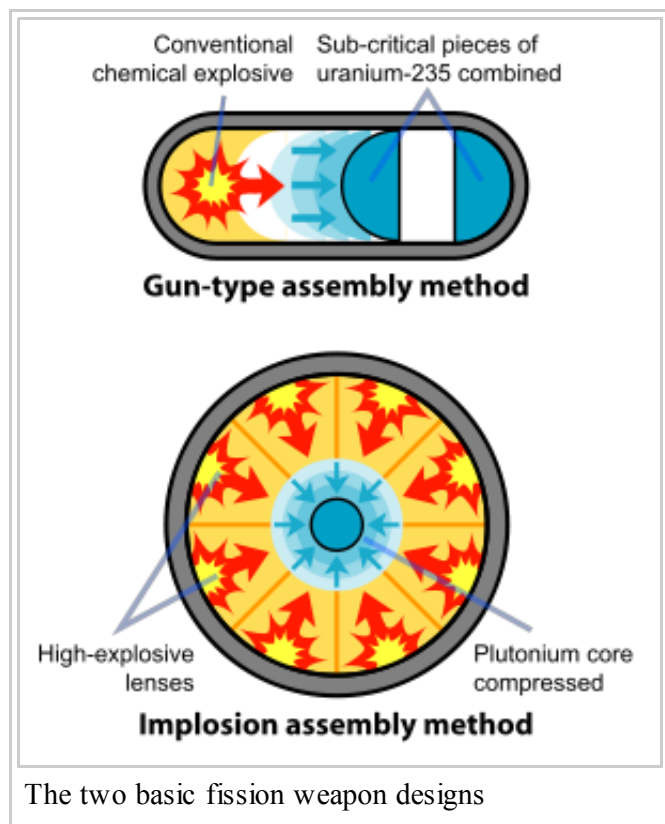 Conventional
chemical explosive
Sub-critical pieces of
uranium-235 combined
Gun-type assembly method
High-explosive
lenses
Plutonium core
compressed
Implosion assembly method
The two basic fission weapon designs